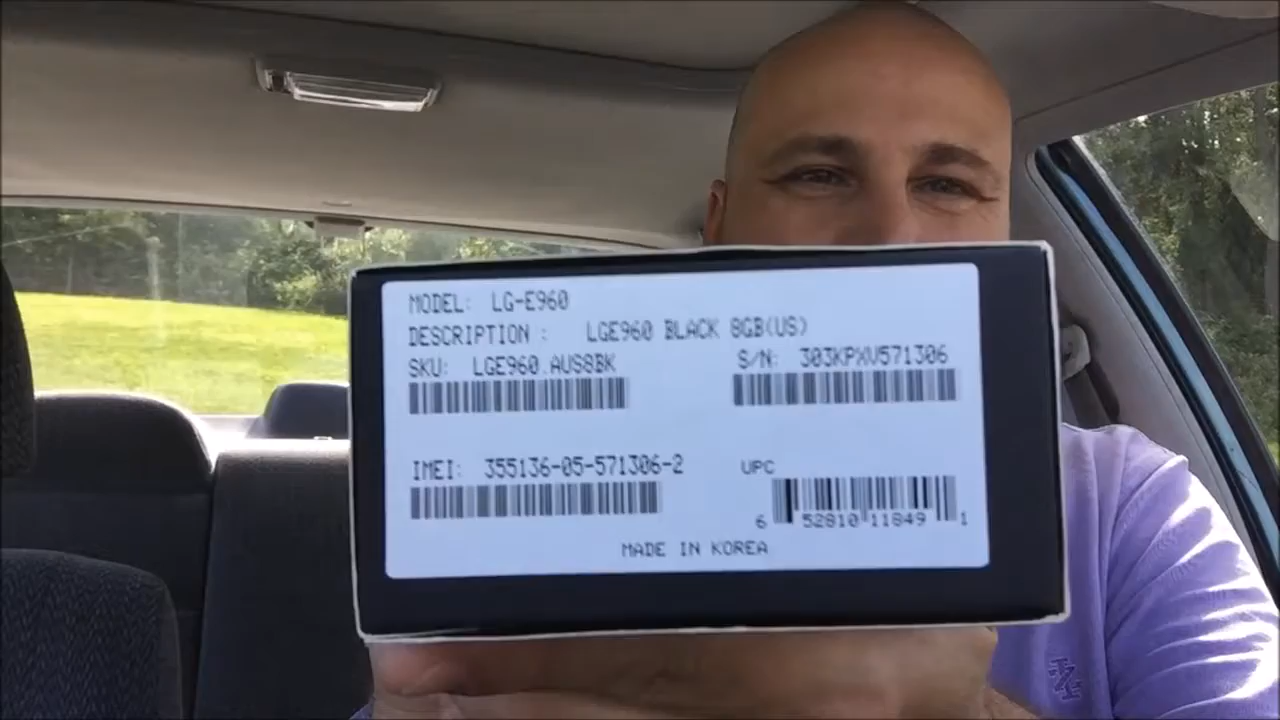 MODEL: LG-E960
DESCRIPTION : LGE960 BLACK 8GB(US)
SKU: LGE960.AUS8BK
S/N: 303KPXV571306
IMEI: 355136-05-571306-2
UPC
6 52810 11849 1
MADE IN KOREA